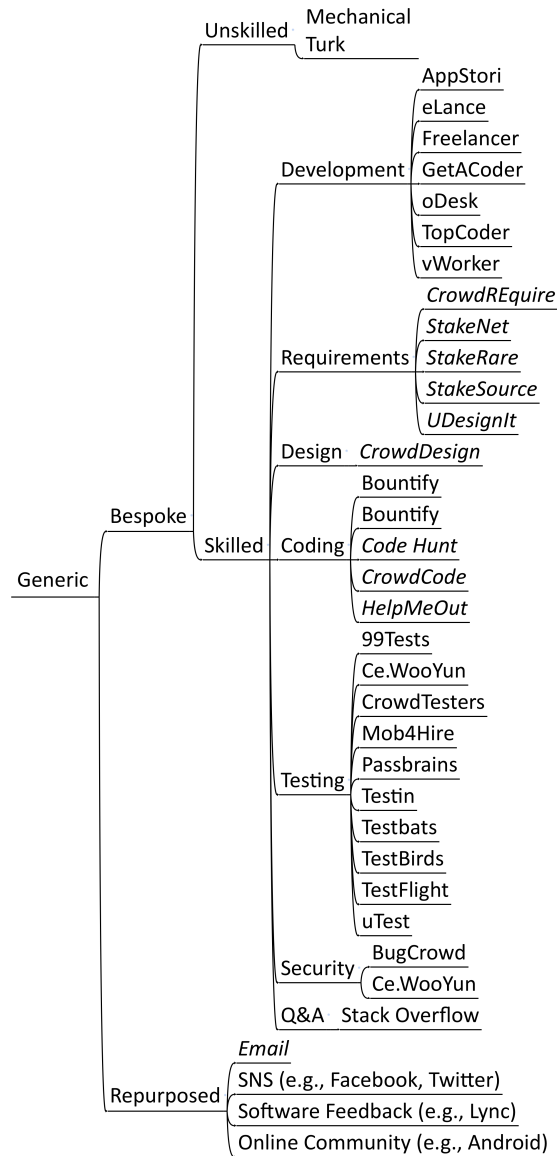 Unskilled
Mechanical
Turk
AppStori
eLance
Freelancer
Development
GetACoder
oDesk
TopCoder
vWorker
CrowdREquire
StakeNet
Requirements
StakeRare
StakeSource
UDesignIt
Design
CrowdDesign
Bountify
Bespoke
Bountify
Skilled
Coding
Code Hunt
Generic
CrowdCode
HelpMeOut
99Tests
Ce.WooYun
CrowdTesters
Mob4Hire
Passbrains
Testing
Testin
Testbats
TestBirds
TestFlight
uTest
BugCrowd
Security
Ce.WooYun
Q&A
Stack Overflow
Email
SNS (e.g., Facebook, Twitter)
Repurposed
Software Feedback (e.g., Lync)
Online Community (e.g., Android)